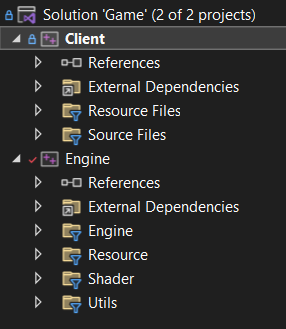 Solution 'Game' (2 of 2 projects)
Client
References
External Dependencies
Resource Files
Source Files
Engine
References
External Dependencies
Engine
Resource
Shader
Utils